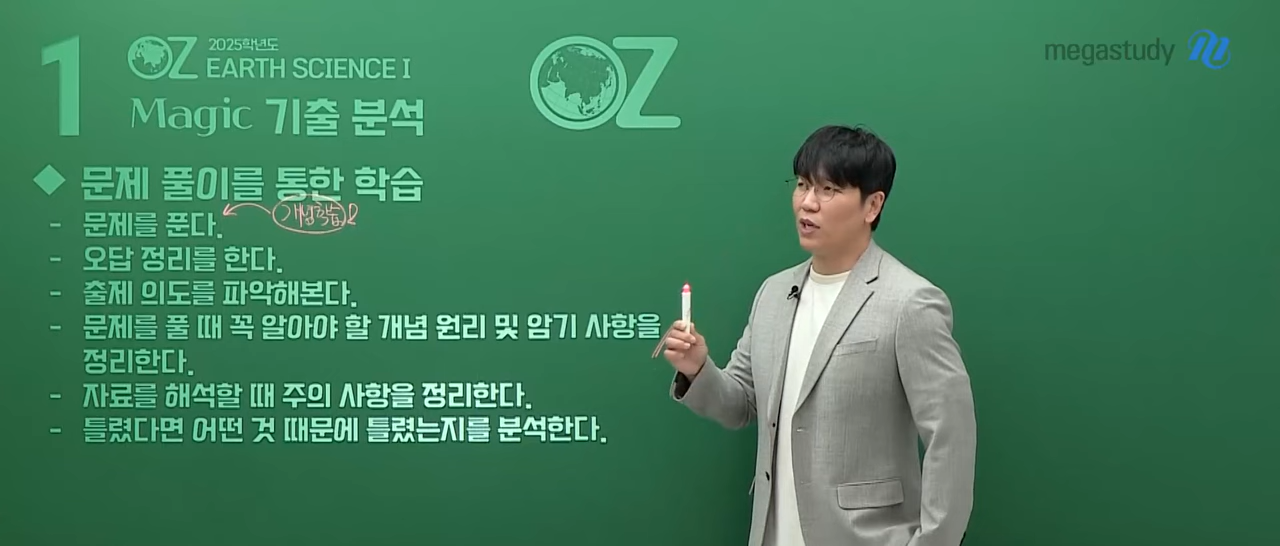 1
OZ 2025학년도
EARTH SCIENCE I
Magic 기출 분석
OZ
megastudy
◆ 문제 풀이를 통한 학습
- 문제를 푼다. 개념학습
- 오답 정리를 한다.
- 출제 의도를 파악해본다.
- 문제를 풀 때 꼭 알아야 할 개념 원리 및 암기 사항을
정리한다.
- 자료를 해석할 때 주의 사항을 정리한다.
- 틀렸다면 어떤 것 때문에 틀렸는지를 분석한다.